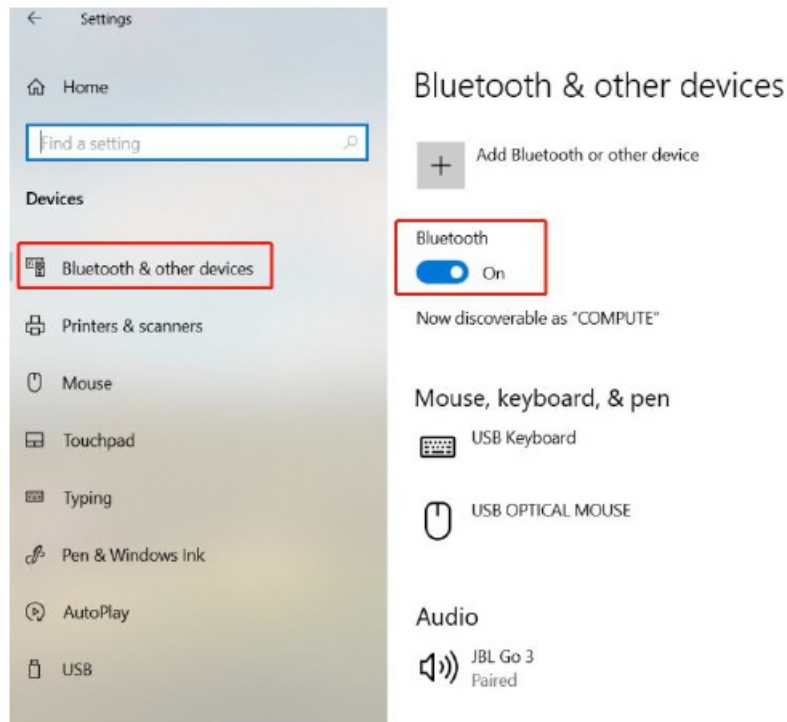 Settings
Home
Find a setting
Devices
Bluetooth & other devices
Printers & scanners
Mouse
Touchpad
Typing
Pen & Windows Ink
AutoPlay
USB
Bluetooth & other devices
Add Bluetooth or other device
Bluetooth
On
Now discoverable as “COMPUTE”
Mouse, keyboard, & pen
USB Keyboard
USB OPTICAL MOUSE
Audio
JBL Go 3
Paired